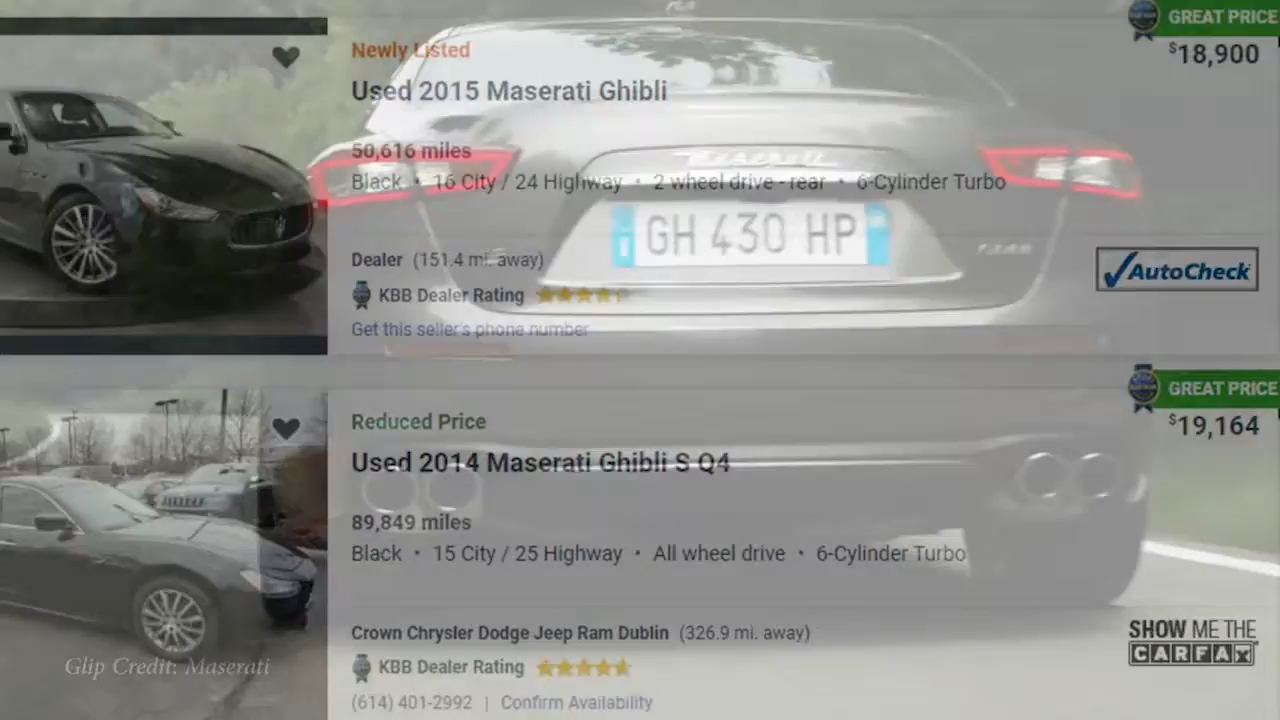 GREAT PRICE
$18,900
Newly Listed
Used 2015 Maserati Ghibli
50,616 miles
Black • 16 City / 24 Highway • 2 wheel drive - rear • 6-Cylinder Turbo
Maserati
GH 430 HP
Dealer (151.4 mi. away)
AutoCheck
KBB Dealer Rating
Get this seller's phone number
GREAT PRICE
$19,164
Reduced Price
Used 2014 Maserati Ghibli S Q4
89,849 miles
Black • 15 City / 25 Highway • All wheel drive • 6-Cylinder Turbo
Crown Chrysler Dodge Jeep Ram Dublin (326.9 mi. away)
SHOW ME THE
CARFAX
KBB Dealer Rating
Glip Credit: Maserati
(614) 401-2992 | Confirm Availability